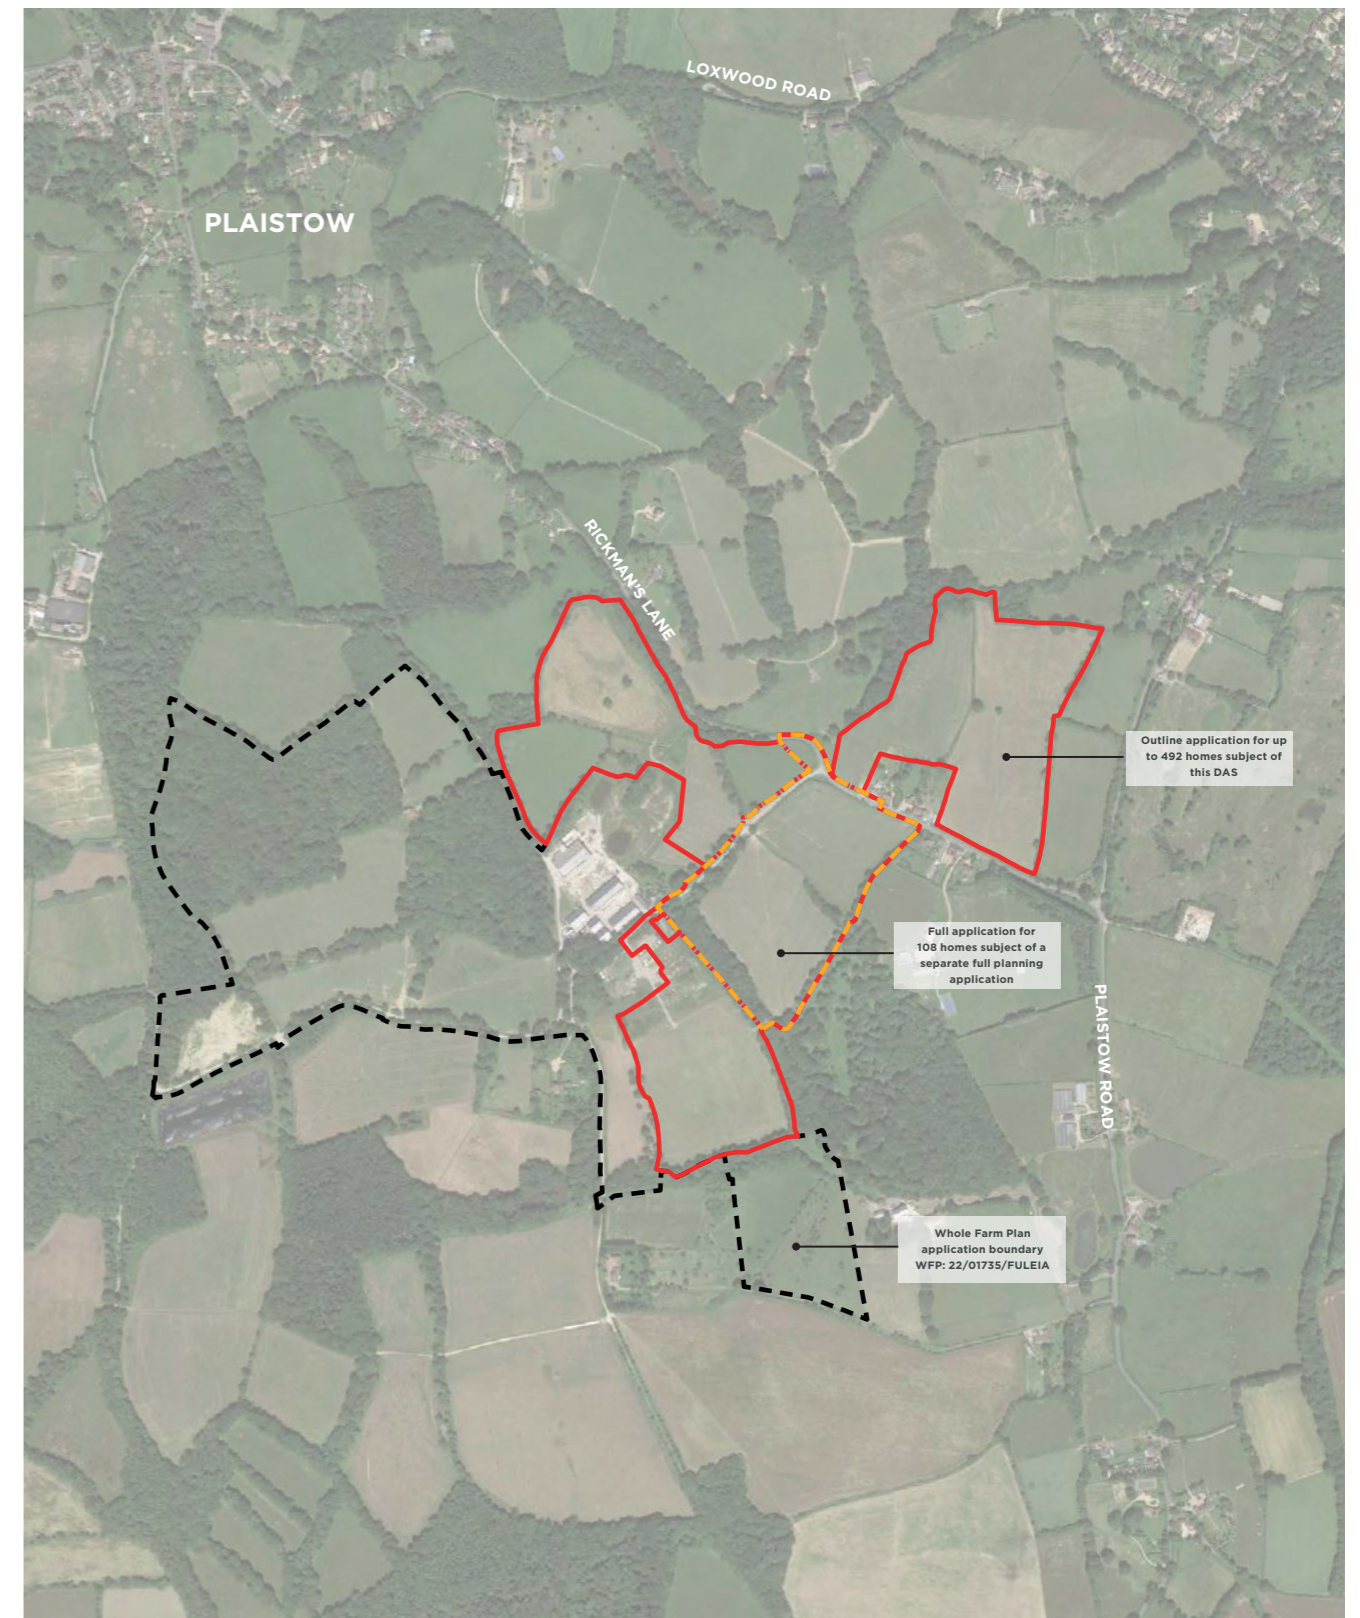 LOXWOOD ROAD
PLAISTOW
RICKMAN'S LANE
Outline application for up
to 492 homes subject of
this DAS
Full application for
108 homes subject of a
separate full planning
application
PLAISTOW ROAD
Whole Farm Plan
application boundary
WFP: 22/01735/FULEIA